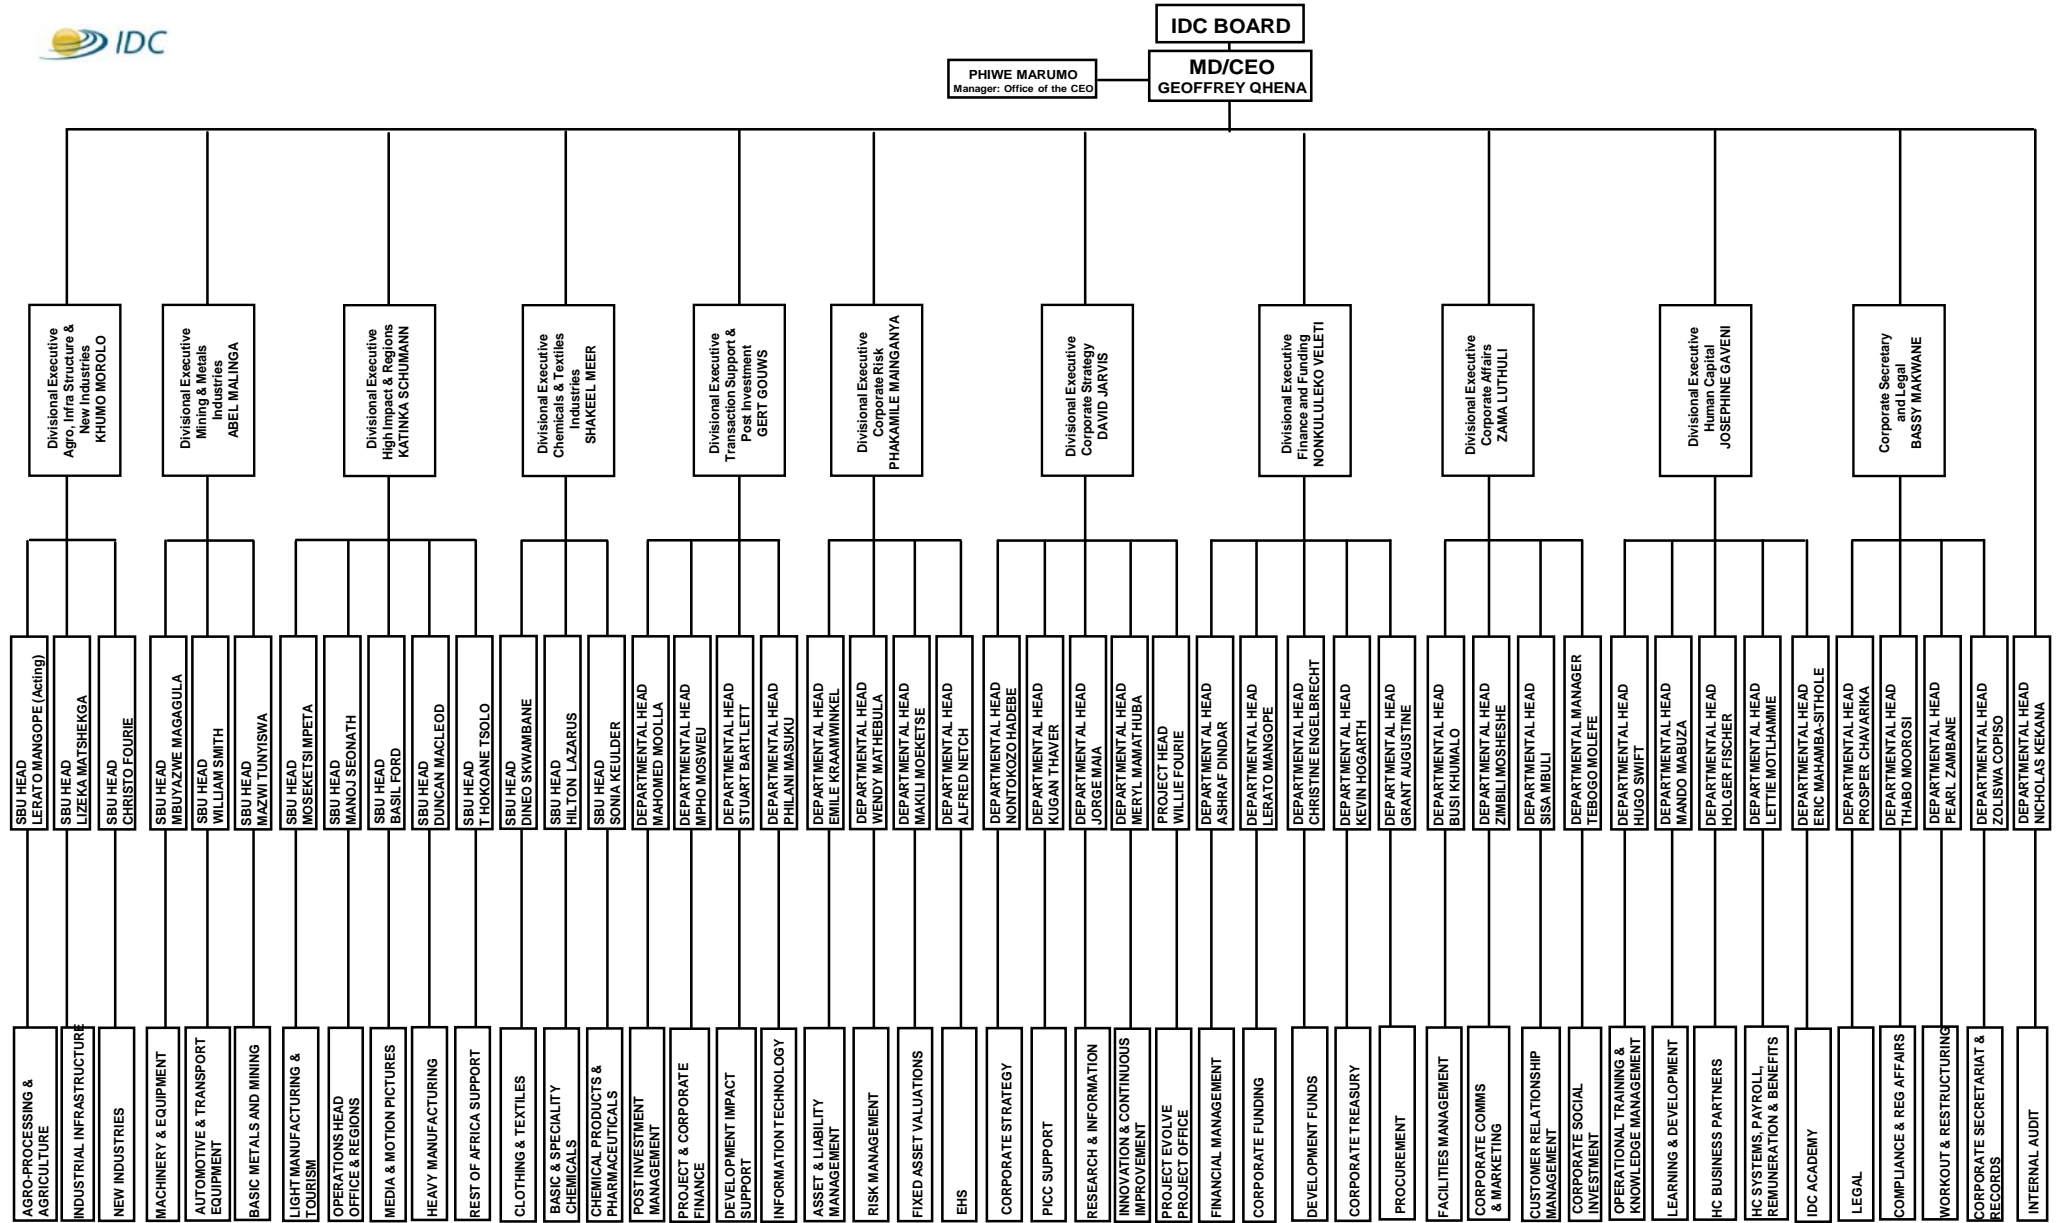 IDC
IDC BOARD
MD/CEO
GEOFFREY QHENA
PHIWE MARUMO
Manager: Office of the CEO
Divisional Executive
Agro, Infra Structure &
New Industries
KHUMO MOROLO
Divisional Executive
Mining & Metals
Industries
ABEL MALINGA
Divisional Executive
High Impact & Regions
KATINKA SCHUMANN
Divisional Executive
Chemicals & Textiles
Industries
SHAKEEL MEER
Divisional Executive
Transaction Support &
Post Investment
GERT GOUWS
Divisional Executive
Corporate Risk
PHAKAMILE MAINGANYA
Divisional Executive
Corporate Strategy
DAVID JARVIS
Divisional Executive
Finance and Funding
NONKULULEKO VELETI
Divisional Executive
Corporate Affairs
ZAMA LUTHULI
Divisional Executive
Human Capital
JOSEPHINE GAVENI
Corporate Secretary
and Legal
BASSY MAKWANE
SBU HEAD
LERATO MANGOPE (Acting)
SBU HEAD
LIZEKA MATSHEKGA
SBU HEAD
CHRISTO FOURIE
SBU HEAD
MBUYAZWE MAGAGULA
SBU HEAD
WILLIAM SMITH
SBU HEAD
MAZWI TUNYISWA
SBU HEAD
MOSEKETSI MPETA
SBU HEAD
MANOJ SEONATH
SBU HEAD
BASIL FORD
SBU HEAD
DUNCAN MACLEOD
SBU HEAD
T HOKOANE TSOLO
SBU HEAD
DINEO SKWAMBANE
SBU HEAD
HILTON LAZARUS
SBU HEAD
SONIA KEULDER
DEPARTMENTAL HEAD
MAHOMED MOOLLA
DEPARTMENTAL HEAD
MPHO MOSWEU
DEPARTMENTAL HEAD
STUART BARTLETT
DEPARTMENTAL HEAD
PHILANI MASUKU
DEPARTMENTAL HEAD
EMILE KRAAMWINKEL
DEPARTMENTAL HEAD
WENDY MATHEBULA
DEPARTMENTAL HEAD
MAKILI MOEKETSE
DEPARTMENTAL HEAD
ALFRED NETCH
DEPARTMENTAL HEAD
NONTOKOZO HADEBE
DEPARTMENTAL HEAD
KUGAN THAVER
DEPARTMENTAL HEAD
JORGE MAIA
DEPARTMENTAL HEAD
MERYL MAMATHUBA
PROJECT HEAD
WILLIE FOURIE
DEPARTMENTAL HEAD
ASHRAF DINDAR
DEPARTMENTAL HEAD
LERATO MANGOPE
DEPARTMENTAL HEAD
CHRISTINE ENGELBRECHT
DEPARTMENTAL HEAD
KEVIN HOGARTH
DEPARTMENTAL HEAD
GRANT AUGUSTINE
DEPARTMENTAL HEAD
BUSI KHUMALO
DEPARTMENTAL HEAD
ZIMBILI MOSHESHE
DEPARTMENTAL HEAD
SISA MBULI
DEPARTMENTAL MANAGER
TEBOGO MOLEFE
DEPARTMENTAL HEAD
HUGO SWIFT
DEPARTMENTAL HEAD
MANDO MABUZA
DEPARTMENTAL HEAD
HOLGER FISCHER
DEPARTMENTAL HEAD
LETTIE MOTLHAMME
DEPARTMENTAL HEAD
ERIC MAHAMBA-SITHOLE
DEPARTMENTAL HEAD
PROSPER CHAVARIKA
DEPARTMENTAL HEAD
THABO MOOROSI
DEPARTMENTAL HEAD
PEARL ZAMBANE
DEPARTMENTAL HEAD
ZOLISWA COPISO
DEPARTMENTAL HEAD
NICHOLAS KEKANA
AGRO-PROCESSING &
AGRICULTURE
INDUSTRIAL INFRASTRUCTURE
NEW INDUSTRIES
MACHINERY & EQUIPMENT
AUTOMOTIVE & TRANSPORT
EQUIPMENT
BASIC METALS AND MINING
LIGHT MANUFACTURING &
TOURISM
OPERATIONS HEAD
OFFICE & REGIONS
MEDIA & MOTION PICTURES
HEAVY MANUFACTURING
REST OF AFRICA SUPPORT
CLOTHING & TEXTILES
BASIC & SPECIALITY
CHEMICALS
CHEMICAL PRODUCTS &
PHARMACEUTICALS
POST INVESTMENT
MANAGEMENT
PROJECT & CORPORATE
FINANCE
DEVELOPMENT IMPACT
SUPPORT
INFORMATION TECHNOLOGY
ASSET & LIABILITY
MANAGEMENT
RISK MANAGEMENT
FIXED ASSET VALUATIONS
EHS
CORPORATE STRATEGY
PICC SUPPORT
RESEARCH & INFORMATION
INNOVATION & CONTINUOUS
IMPROVEMENT
PROJECT EVOLVE
PROJECT OFFICE
FINANCIAL MANAGEMENT
CORPORATE FUNDING
DEVELOPMENT FUNDS
CORPORATE TREASURY
PROCUREMENT
FACILITIES MANAGEMENT
CORPORATE COMMS
& MARKETING
CUSTOMER RELATIONSHIP
MANAGEMENT
CORPORATE SOCIAL
INVESTMENT
OPERATIONAL TRAINING &
KNOWLEDGE MANAGEMENT
LEARNING & DEVELOPMENT
HC BUSINESS PARTNERS
HC SYSTEMS, PAYROLL,
REMUNERATION & BENEFITS
IDC ACADEMY
LEGAL
COMPLIANCE & REG AFFAIRS
WORKOUT & RESTRUCTURING
CORPORATE SECRETARIAT &
RECORDS
INTERNAL AUDIT